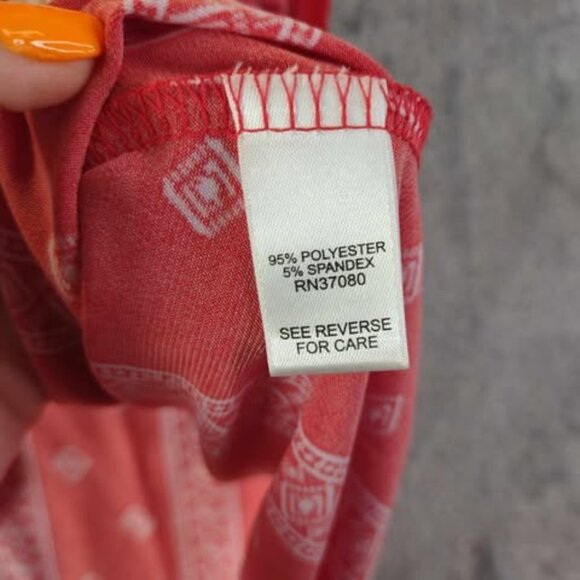 95% POLYESTER
5% SPANDEX
RN37080
SEE REVERSE
FOR CARE